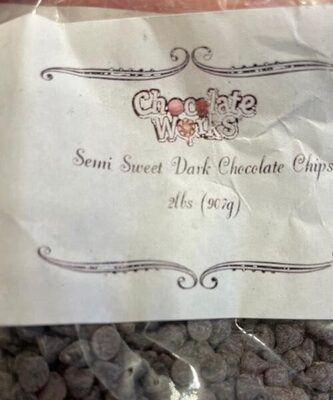 Chocolate
Works
Semi Sweet Dark Chocolate Chips
2lbs (907g)